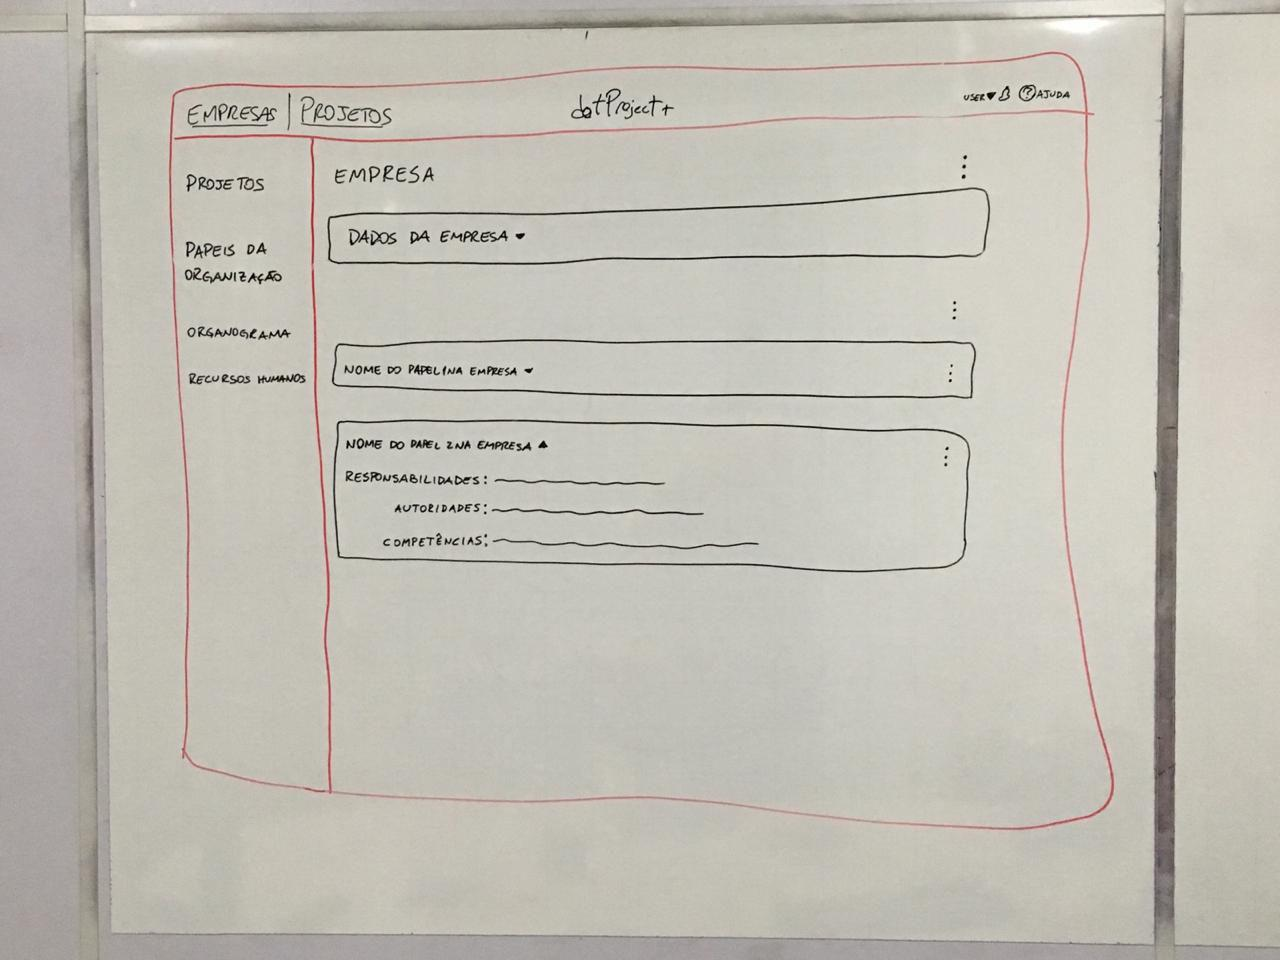 EMPRESAS | PROJETOS
dotProject+
USER
? AJUDA
PROJETOS
PAPEIS DA
ORGANIZAÇÃO
ORGANOGRAMA
RECURSOS HUMANOS
EMPRESA
DADOS DA EMPRESA
NOME DO PAPEL 1 NA EMPRESA
NOME DO PAPEL 2 NA EMPRESA
RESPONSABILIDADES:
AUTORIDADES:
COMPETÊNCIAS: